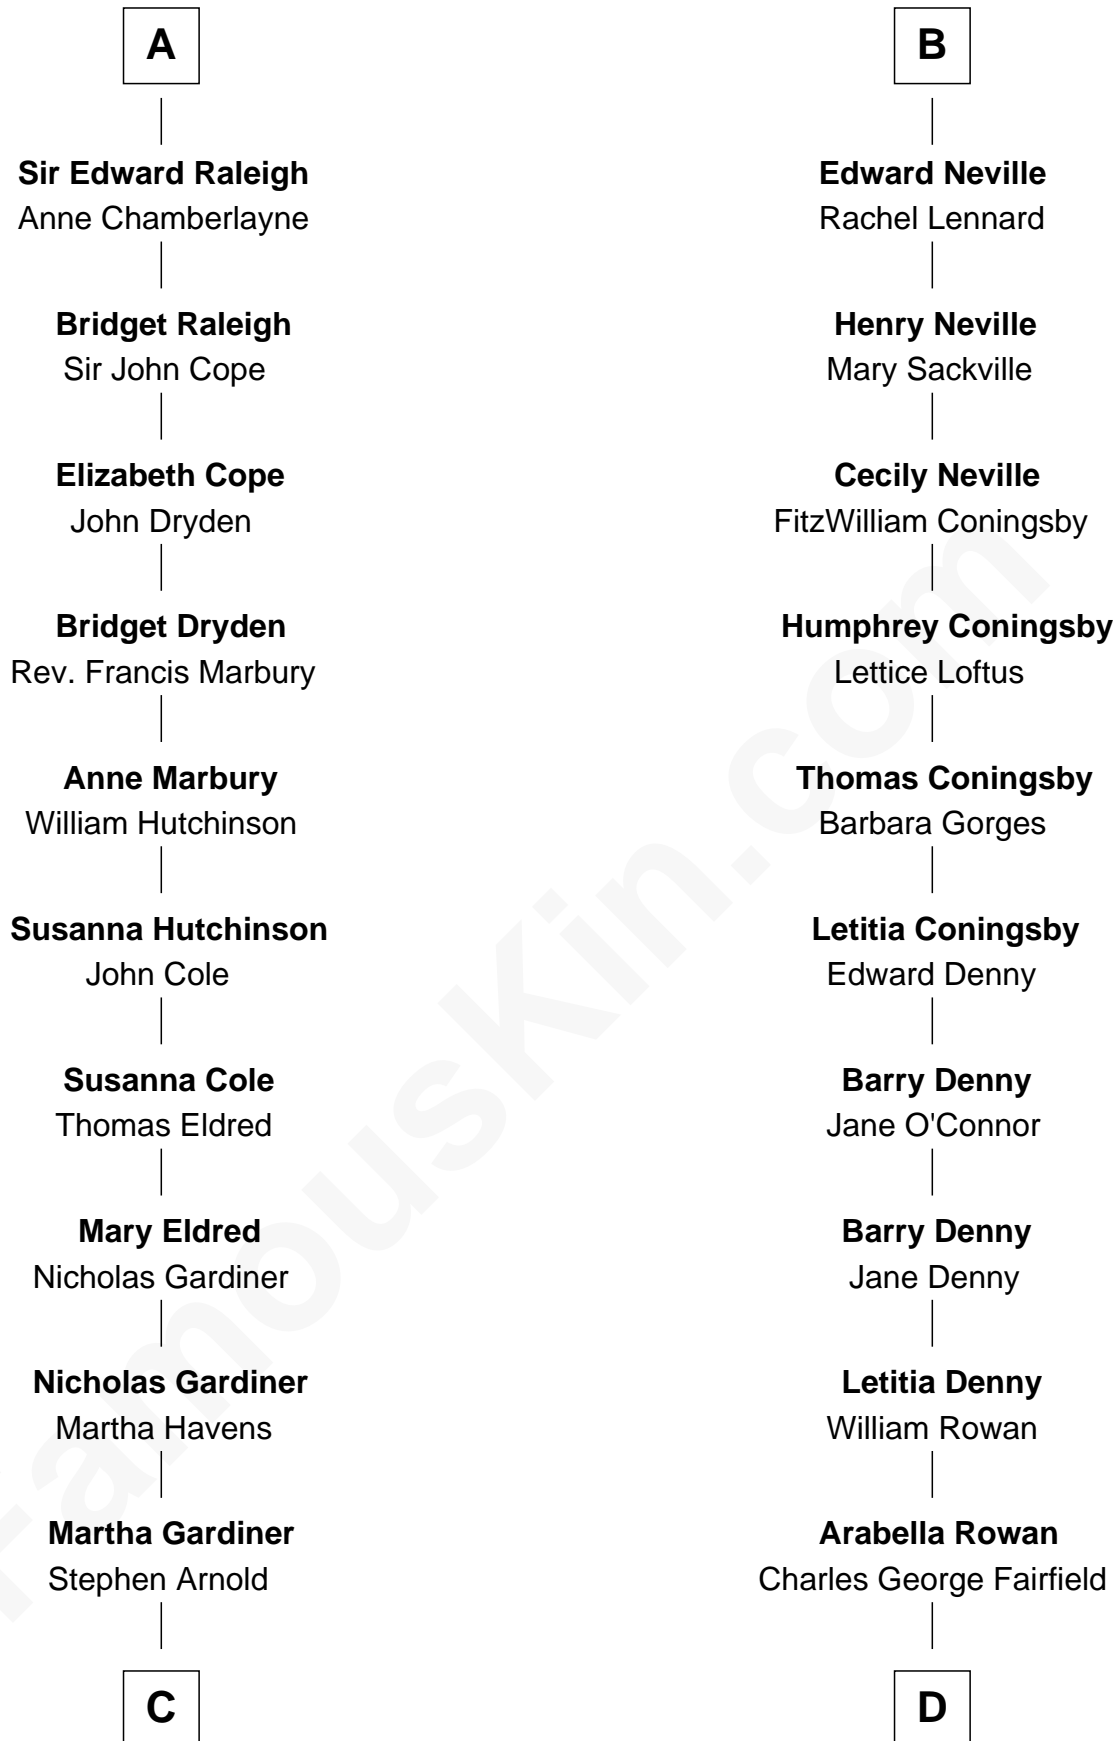 A
Sir Edward Raleigh
Anne Chamberlayne
Bridget Raleigh
Sir John Cope
Elizabeth Cope
John Dryden
Bridget Dryden
Rev. Francis Marbury
Anne Marbury
William Hutchinson
Susanna Hutchinson
John Cole
Susanna Cole
Thomas Eldred
Mary Eldred
Nicholas Gardiner
Nicholas Gardiner
Martha Havens
Martha Gardiner
Stephen Arnold
C
B
Edward Neville
Rachel Lennard
Henry Neville
Mary Sackville
Cecily Neville
FitzWilliam Coningsby
Humphrey Coningsby
Lettice Loftus
Thomas Coningsby
Barbara Gorges
Letitia Coningsby
Edward Denny
Barry Denny
Jane O'Connor
Barry Denny
Jane Denny
Letitia Denny
William Rowan
Arabella Rowan
Charles George Fairfield
D
FamousKin.com